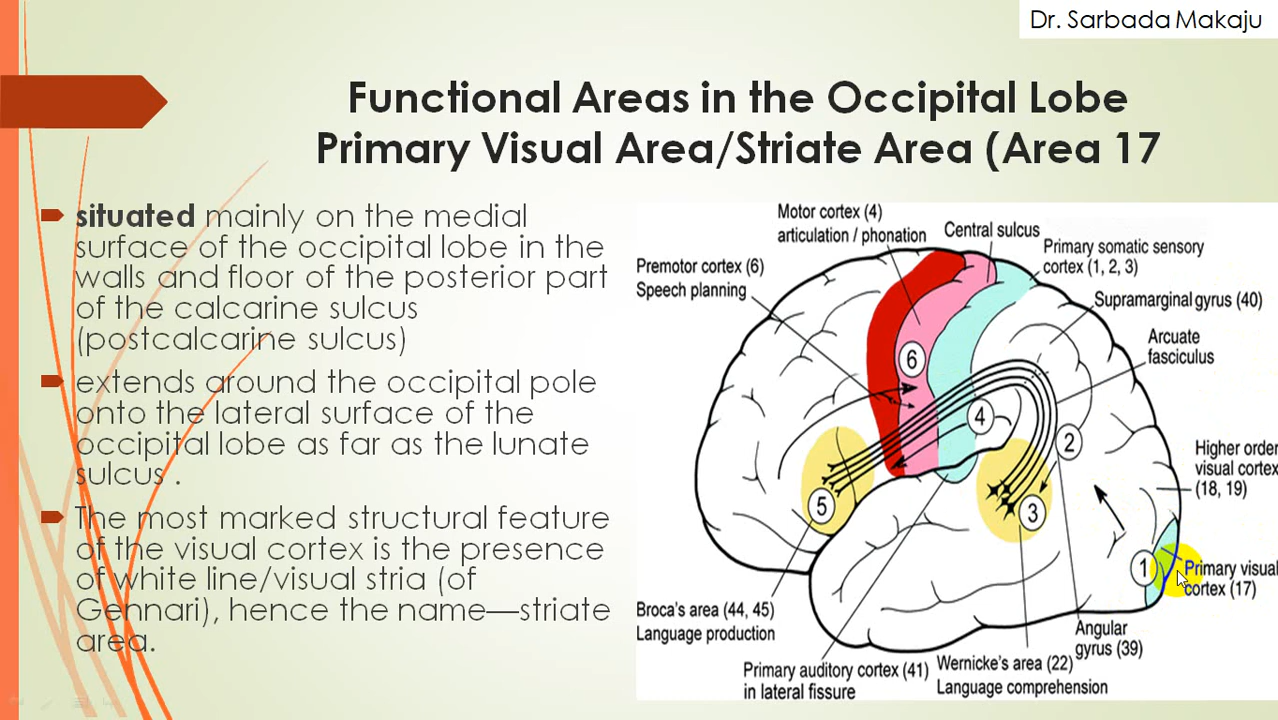 Dr. Sarbada Makaju
Functional Areas in the Occipital Lobe
Primary Visual Area/Striate Area (Area 17
situated mainly on the medial
surface of the occipital lobe in the
walls and floor of the posterior part
of the calcarine sulcus
(postcalcarine sulcus)
extends around the occipital pole
onto the lateral surface of the
occipital lobe as far as the lunate
sulcus .
The most marked structural feature
of the visual cortex is the presence
of white line/visual stria (of
Gennari), hence the name—striate
area.
Motor cortex (4)
articulation / phonation
Central sulcus
Primary somatic sensory
cortex (1, 2, 3)
Premotor cortex (6)
Speech planning
Supramarginal gyrus (40)
Arcuate
fasciculus
6
4
2
Higher order
visual cortex
(18, 19)
5
3
1
Primary visual
cortex (17)
Broca's area (44, 45)
Language production
Angular
gyrus (39)
Primary auditory cortex (41)
in lateral fissure
Wernicke's area (22)
Language comprehension